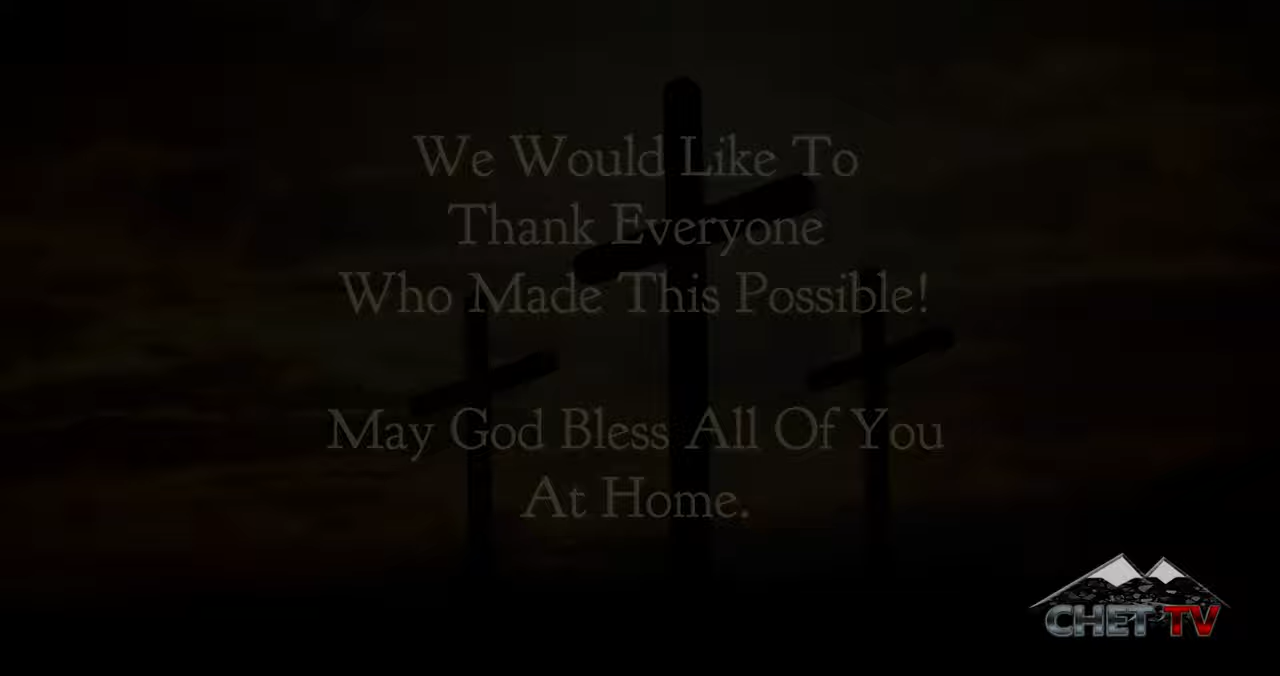 We Would Like To
Thank Everyone
Who Made This Possible!
May God Bless All Of You
At Home.
CHET TV